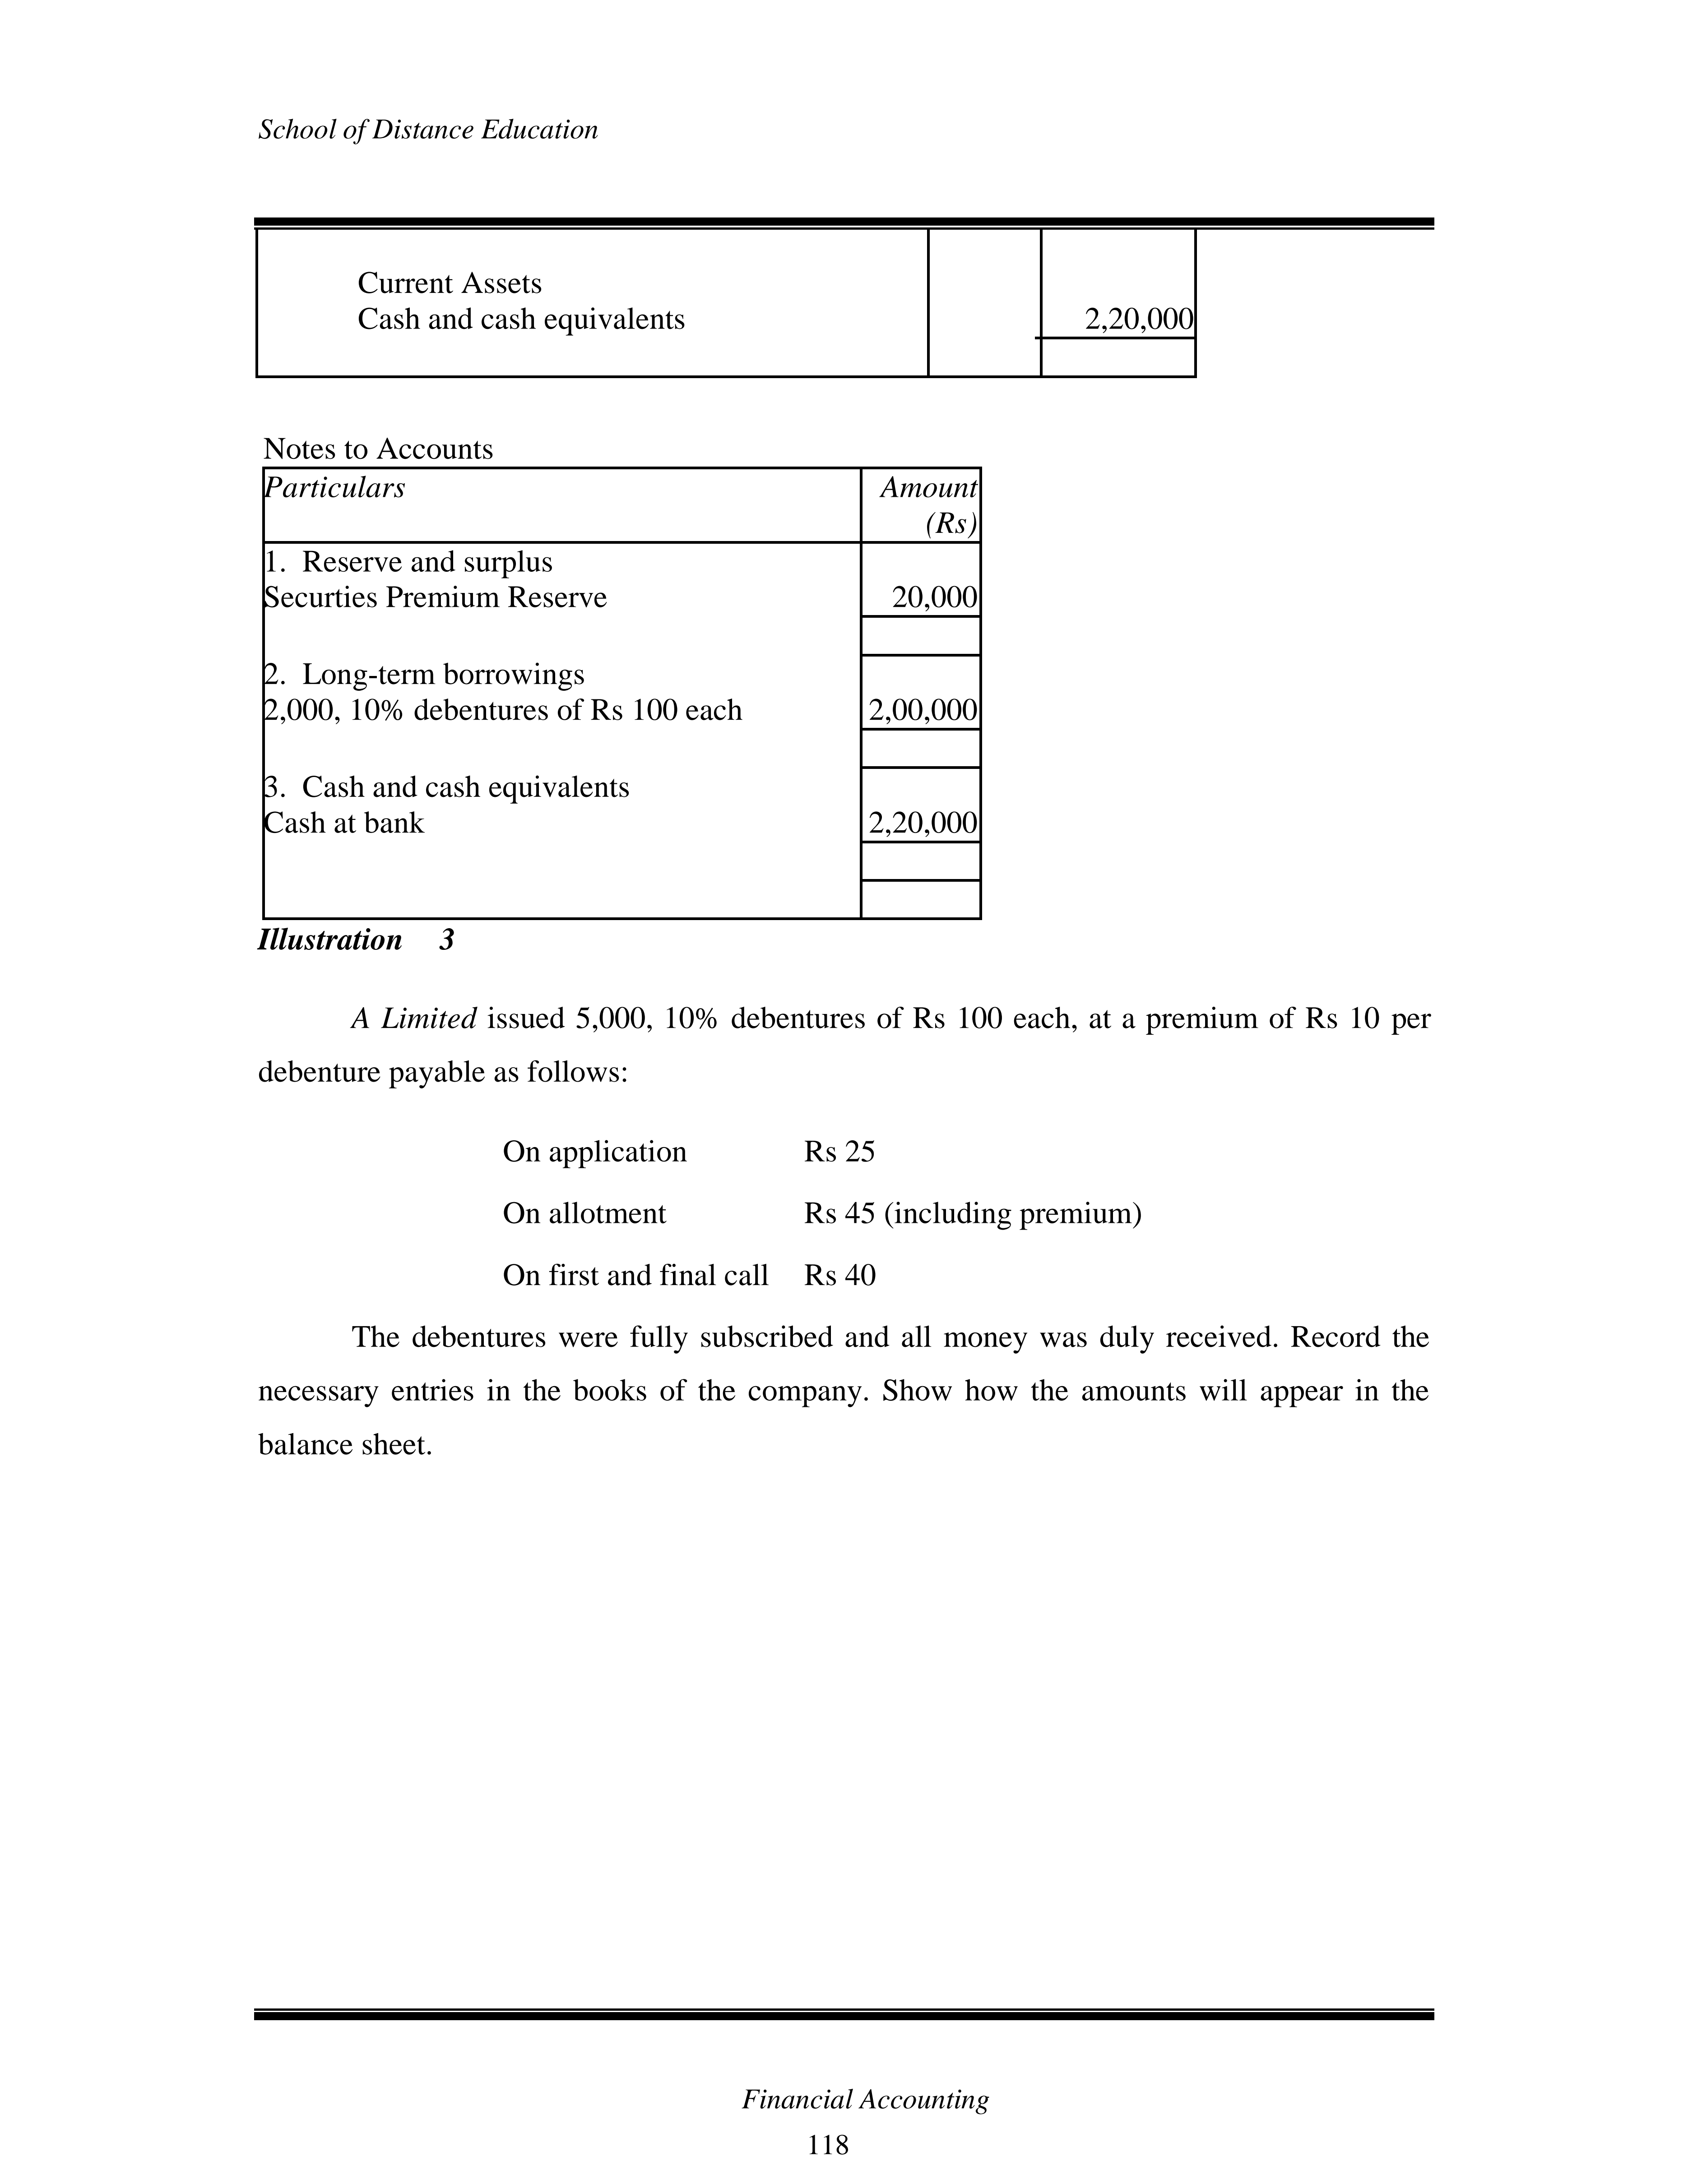 School of Distance Education
Current Assets
Cash and cash equivalents 2,20,000
Notes to Accounts
Particulars Amount
(Rs)
1. Reserve and surplus
Securties Premium Reserve 20,000
2. Long-term borrowings
2,000, 10% debentures of Rs 100 each 2,00,000
3. Cash and cash equivalents
Cash at bank 2,20,000
Illustration 3
A Limited issued 5,000, 10% debentures of Rs 100 each, at a premium of Rs 10 per
debenture payable as follows:
On application Rs 25
On allotment Rs 45 (including premium)
On first and final call Rs 40
The debentures were fully subscribed and all money was duly received. Record the
necessary entries in the books of the company. Show how the amounts will appear in the
balance sheet.
Financial Accounting
118